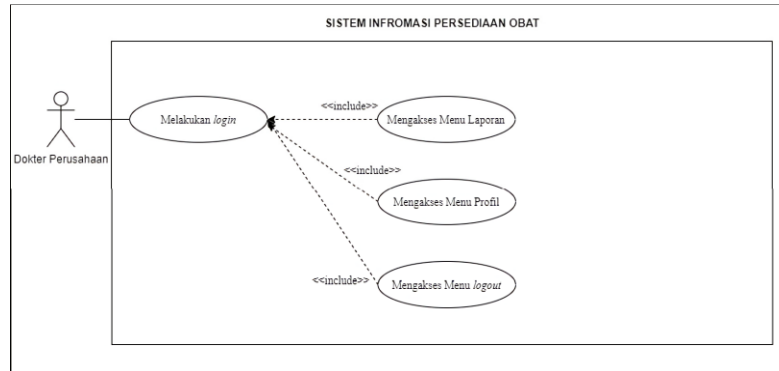 SISTEM INFROMASI PERSEDIAAN OBAT
<<include>>
Melakukan login
Mengakses Menu Laporan
Dokter Perusahaan
<<include>>
Mengakses Menu Profil
<<include>>
Mengakses Menu logout